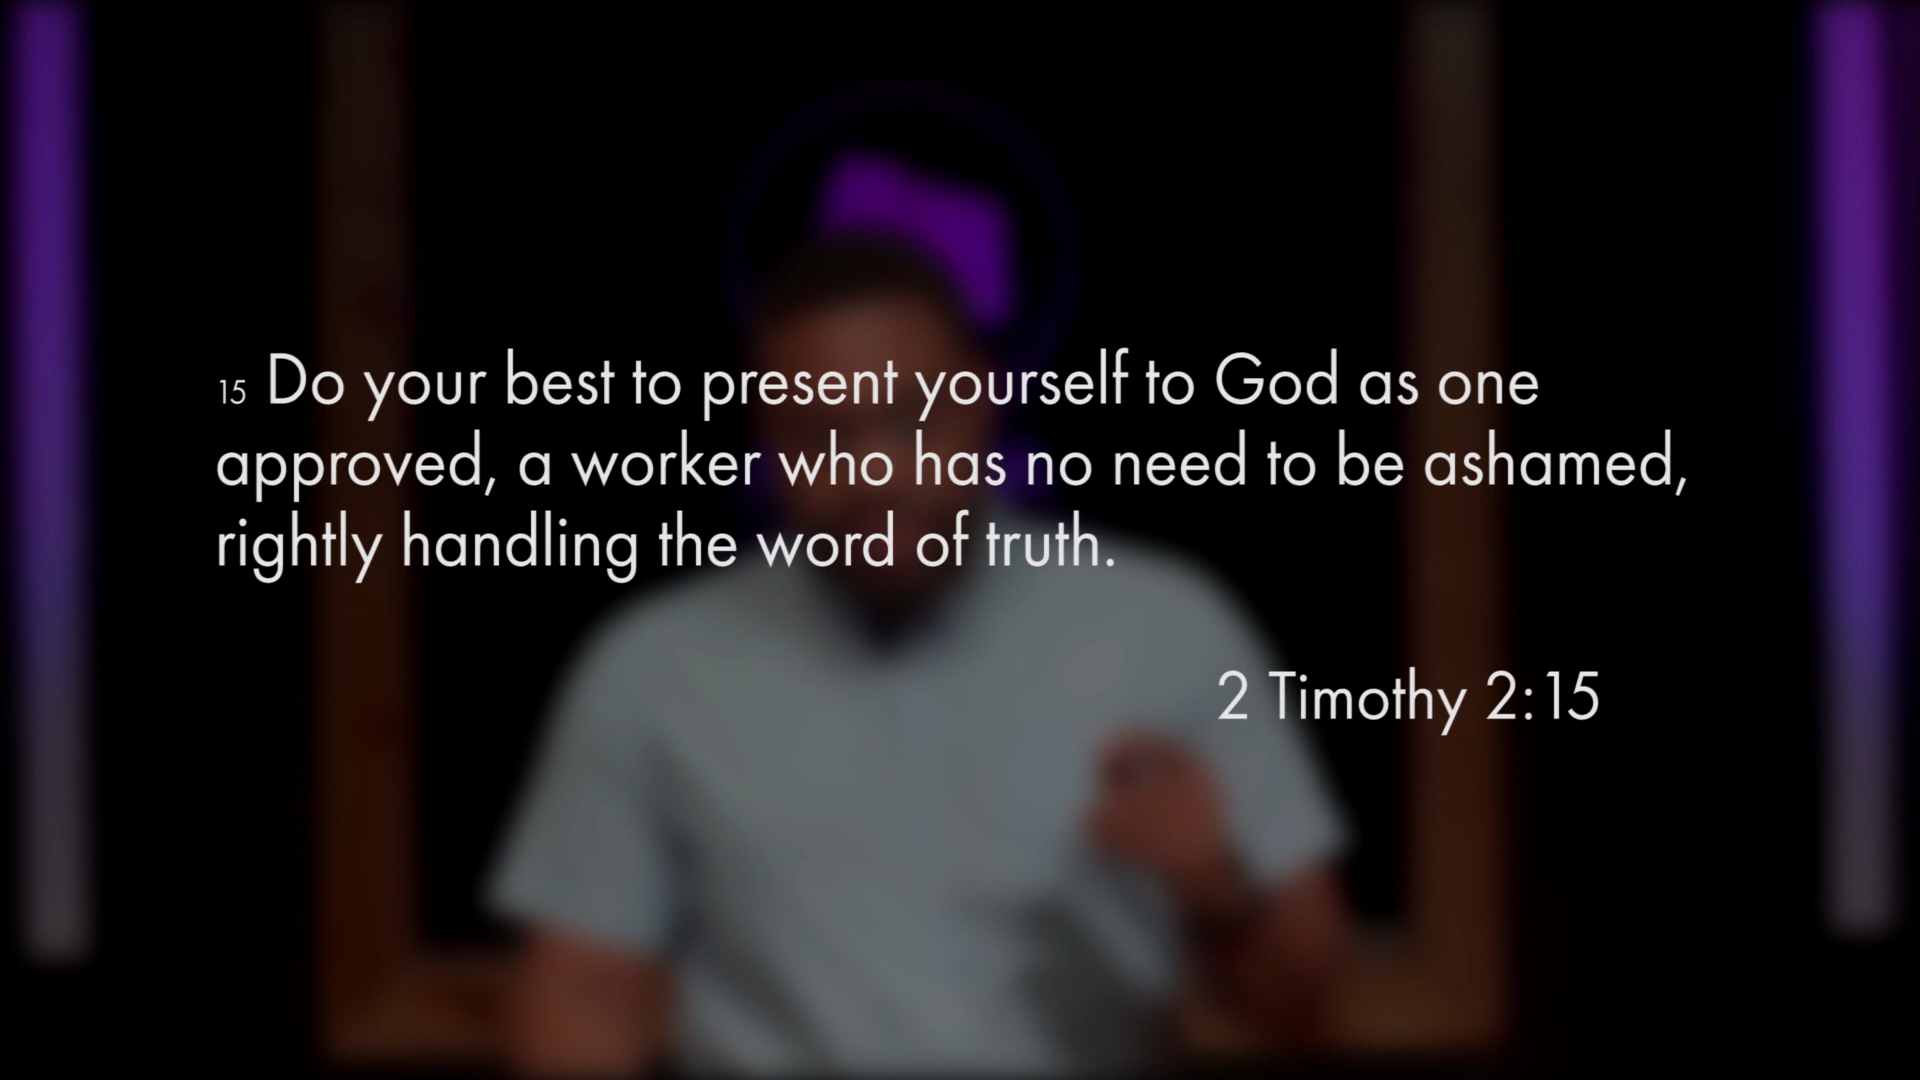 15 Do your best to present yourself to God as one
approved, a worker who has no need to be ashamed,
rightly handling the word of truth.
2 Timothy 2:15